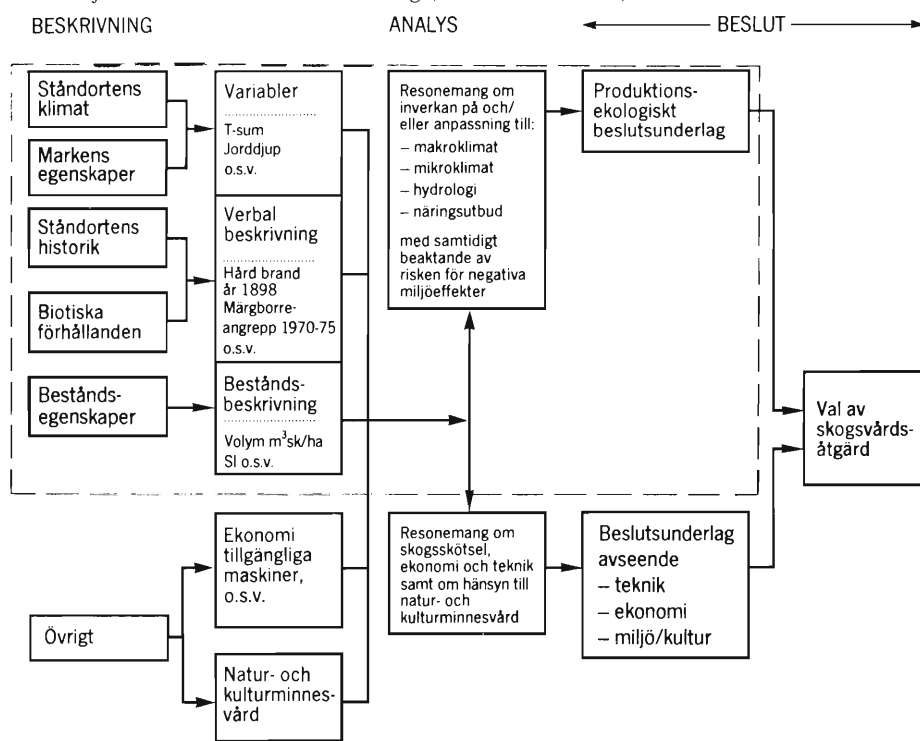 BESKRIVNING
ANALYS
BESLUT
Ståndortens
klimat
Markens
egenskaper
Ståndortens
historik
Biotiska
förhållanden
Bestånds-
egenskaper
Övrigt
Variabler
T-sum
Jorddjup
o.s.v.
Verbal
beskrivning
Hård brand
år 1898
Märgborre-
angrepp 1970-75
o.s.v.
Bestånds-
beskrivning
Volym m³sk/ha
SI o.s.v.
Ekonomi
tillgängliga
maskiner,
o.s.v.
Natur- och
kulturminnes-
vård
Resonemang om
inverkan på och/
eller anpassning till:
– makroklimat
– mikroklimat
– hydrologi
– näringsutbud
med samtidigt
beaktande av
risken för negativa
miljöeffekter
Resonemang om
skogsskötsel,
ekonomi och teknik
samt om hänsyn till
natur- och
kulturminnesvård
Produktions-
ekologiskt
beslutsunderlag
Beslutsunderlag
avseende
– teknik
– ekonomi
– miljö/kultur
Val av
skogsvårds-
åtgärd